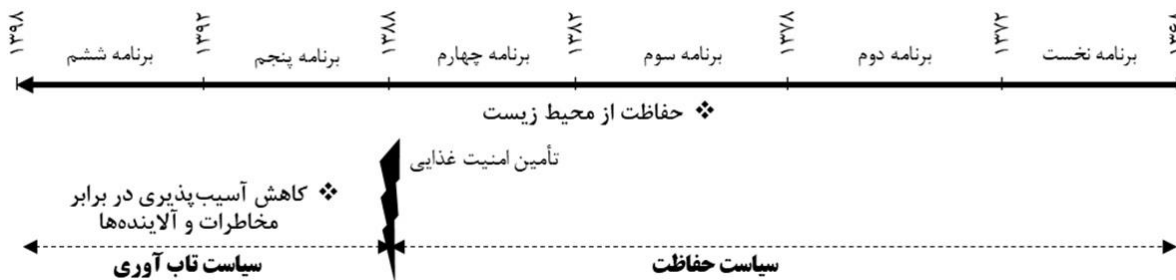 ۱۳۷۲ ۱۳۷۸ ۱۳۸۲ ۱۳۸۸ ۱۳۹۲ ۱۳۹۸
برنامه نخست برنامه دوم برنامه سوم برنامه چهارم برنامه پنجم برنامه ششم
❖ حفاظت از محیط زیست
تأمین امنیت غذایی
❖ کاهش آسیب‌پذیری در برابر
مخاطرات و آلاینده‌ها
سیاست حفاظت سیاست تاب آوری